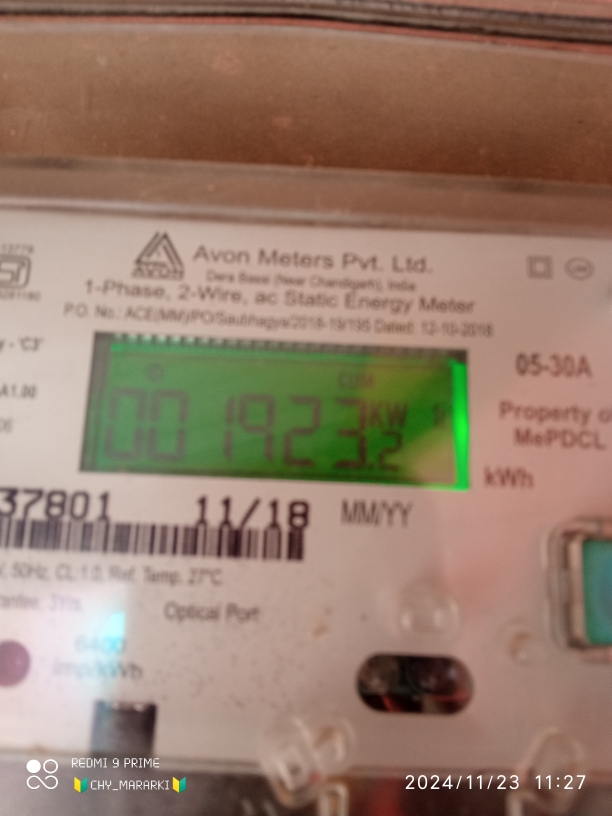 Avon Meters Pvt. Ltd.
AVON
Dera Bassi (Near Chandigarh), India
1-Phase, 2-Wire, ac Static Energy Meter
P.O. No.: ACE(MM)/PO/Saubhagya/2018-19/195 Dated: 12-10-2018
05-30A
CUM
KW
001923.2
Property of
MePDCL
kWh
37801 11/18 MM/YY
50Hz, CL:1.0, Ref. Temp. 27°C
Optical Port
6400
imp/kWh
REDMI 9 PRIME
🔰CHY_MARARKI🔰
2024/11/23 11:27